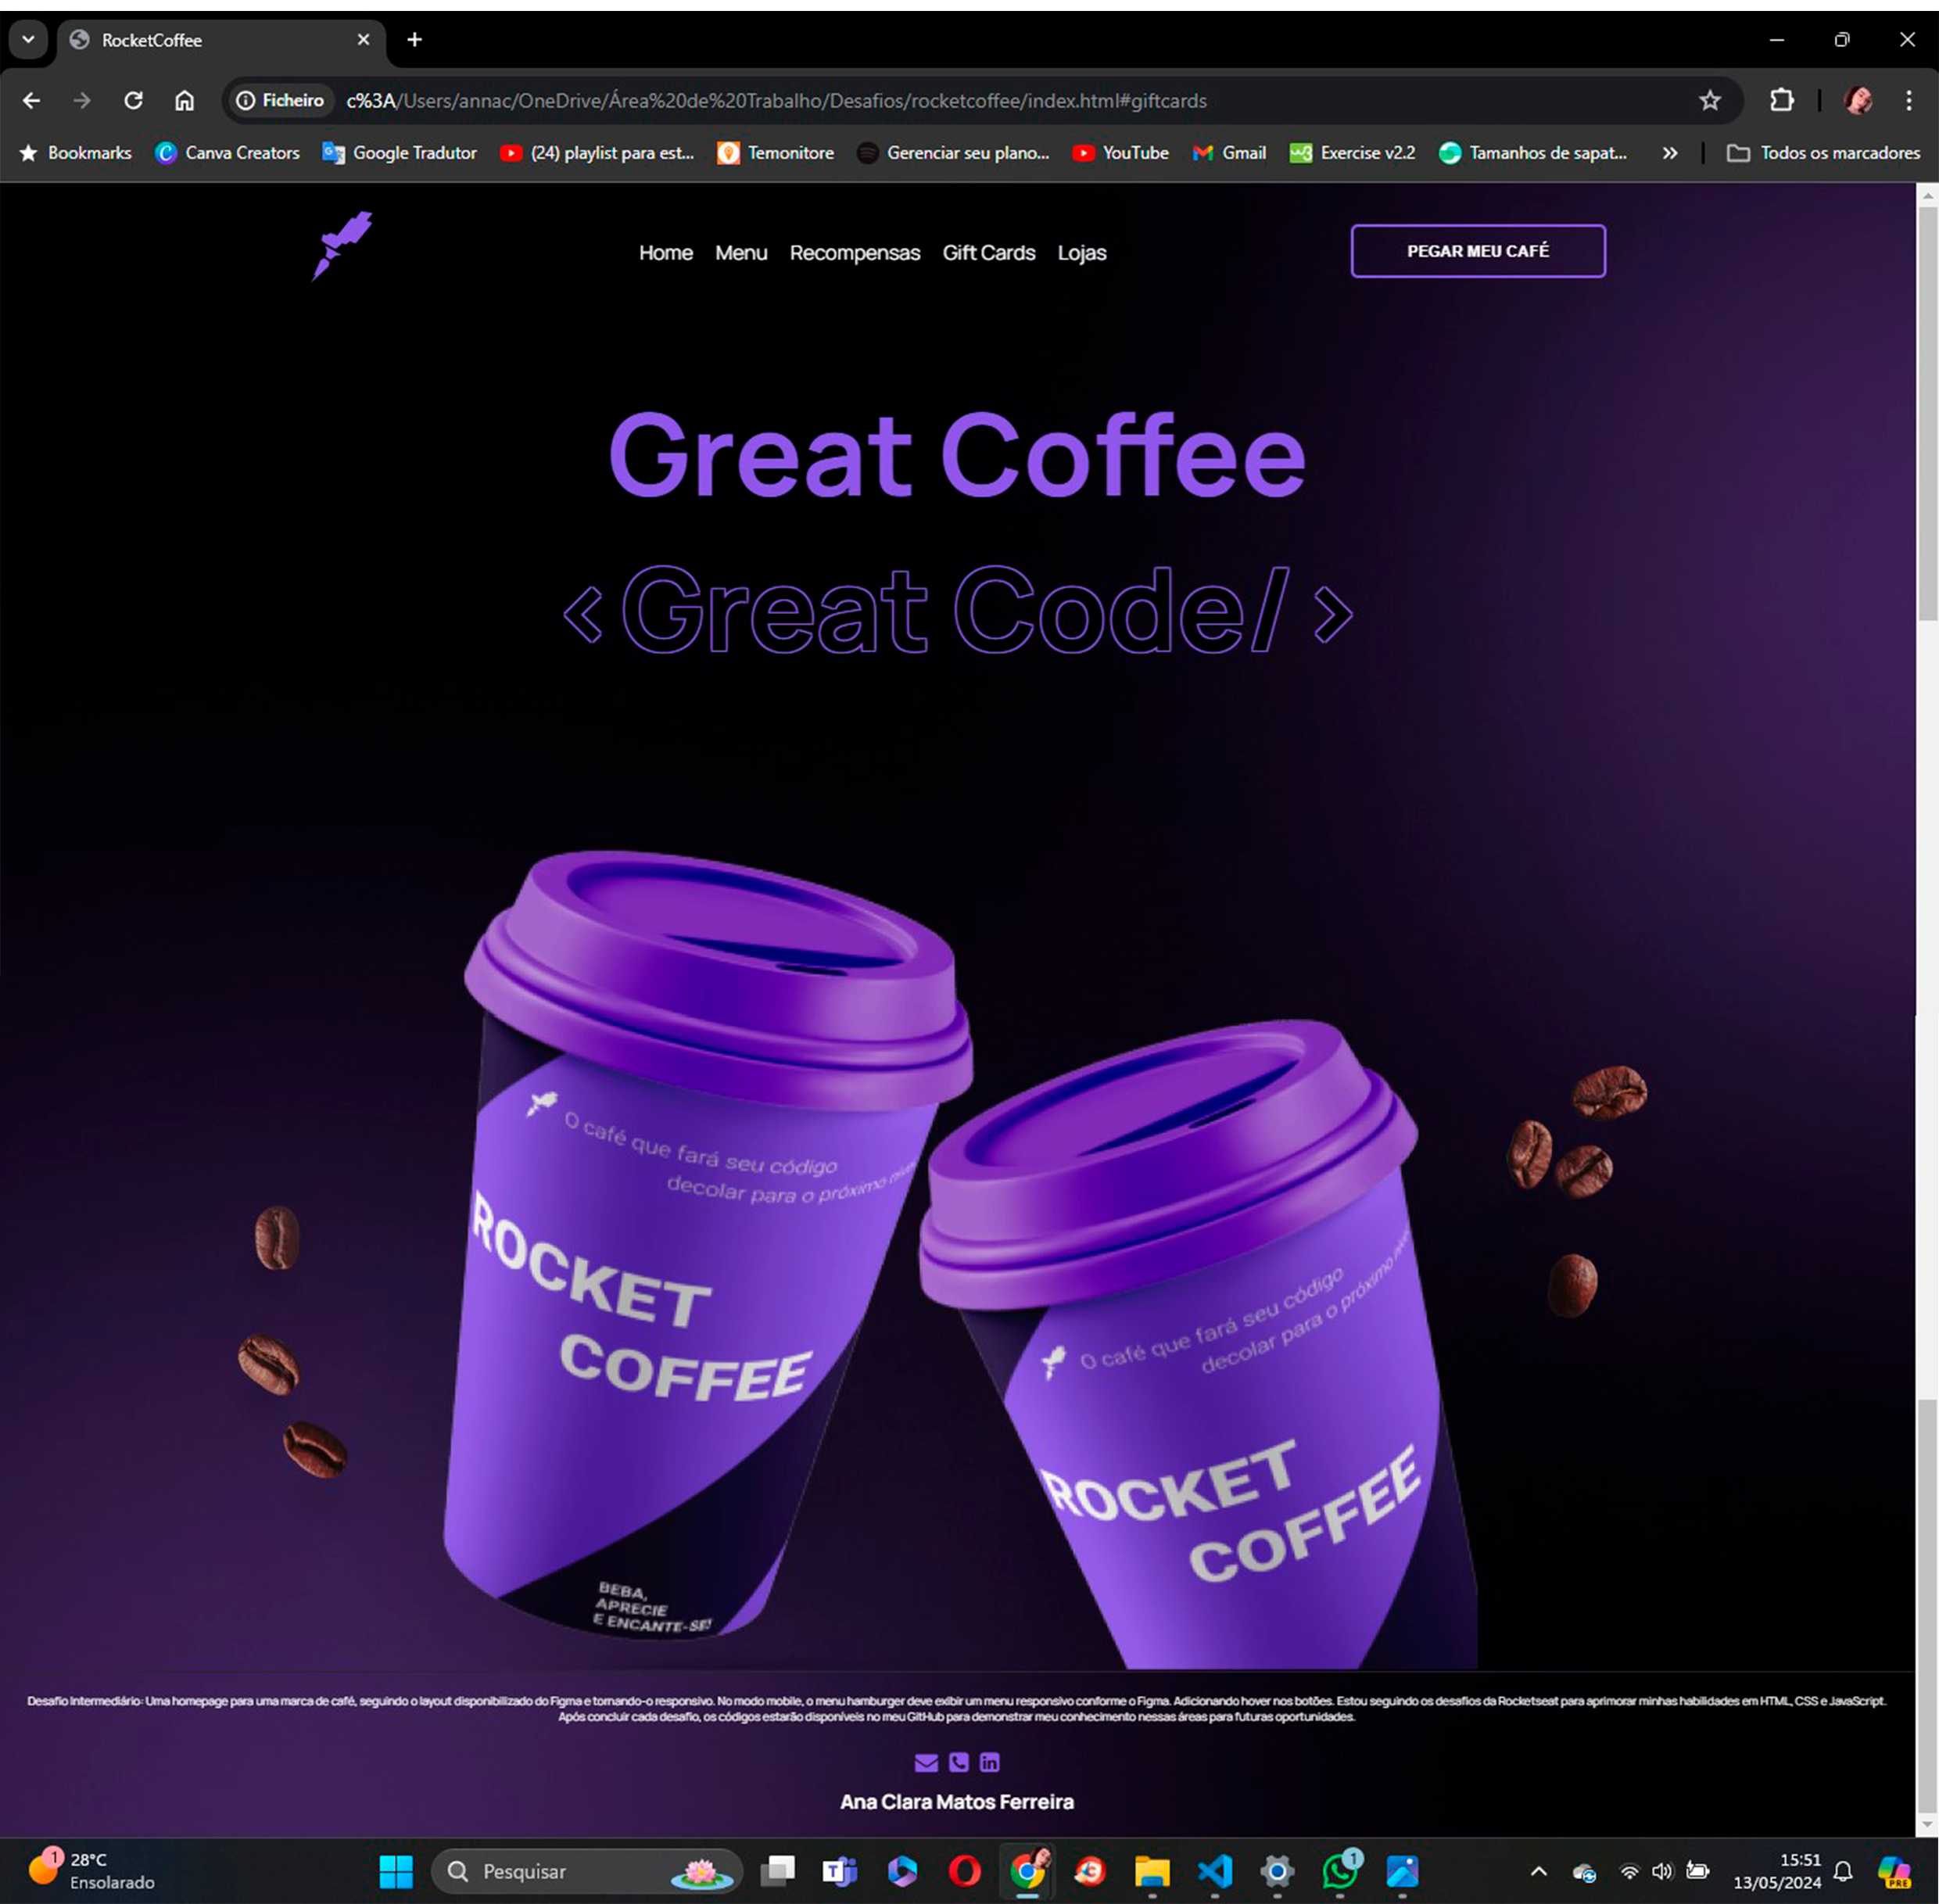 RocketCoffee
Ficheiro c%3A/Users/annac/OneDrive/Área%20de%20Trabalho/Desafios/rocketcoffee/index.html#giftcards
Bookmarks Canva Creators Google Tradutor (24) playlist para est... Temonitore Gerenciar seu plano... YouTube Gmail Exercise v2.2 Tamanhos de sapat... Todos os marcadores
Home Menu Recompensas Gift Cards Lojas PEGAR MEU CAFÉ
Great Coffee
<Great Code/>
O café que fará seu código
decolar para o próximo nível
ROCKET
COFFEE
BEBA,
APRECIE
E ENCANTE-SE!
O café que fará seu código
decolar para o próximo
ROCKET
COFFEE
Desafio Intermediário: Uma homepage para uma marca de café, seguindo o layout disponibilizado do Figma e tornando-o responsivo. No modo mobile, o menu hamburger deve exibir um menu responsivo conforme o Figma. Adicionando hover nos botões. Estou seguindo os desafios da Rocketseat para aprimorar minhas habilidades em HTML, CSS e JavaScript.
Após concluir cada desafio, os códigos estarão disponíveis no meu GitHub para demonstrar meu conhecimento nessas áreas para futuras oportunidades.
Ana Clara Matos Ferreira
1 28°C
Ensolarado
Pesquisar
1
15:51
13/05/2024
PRE